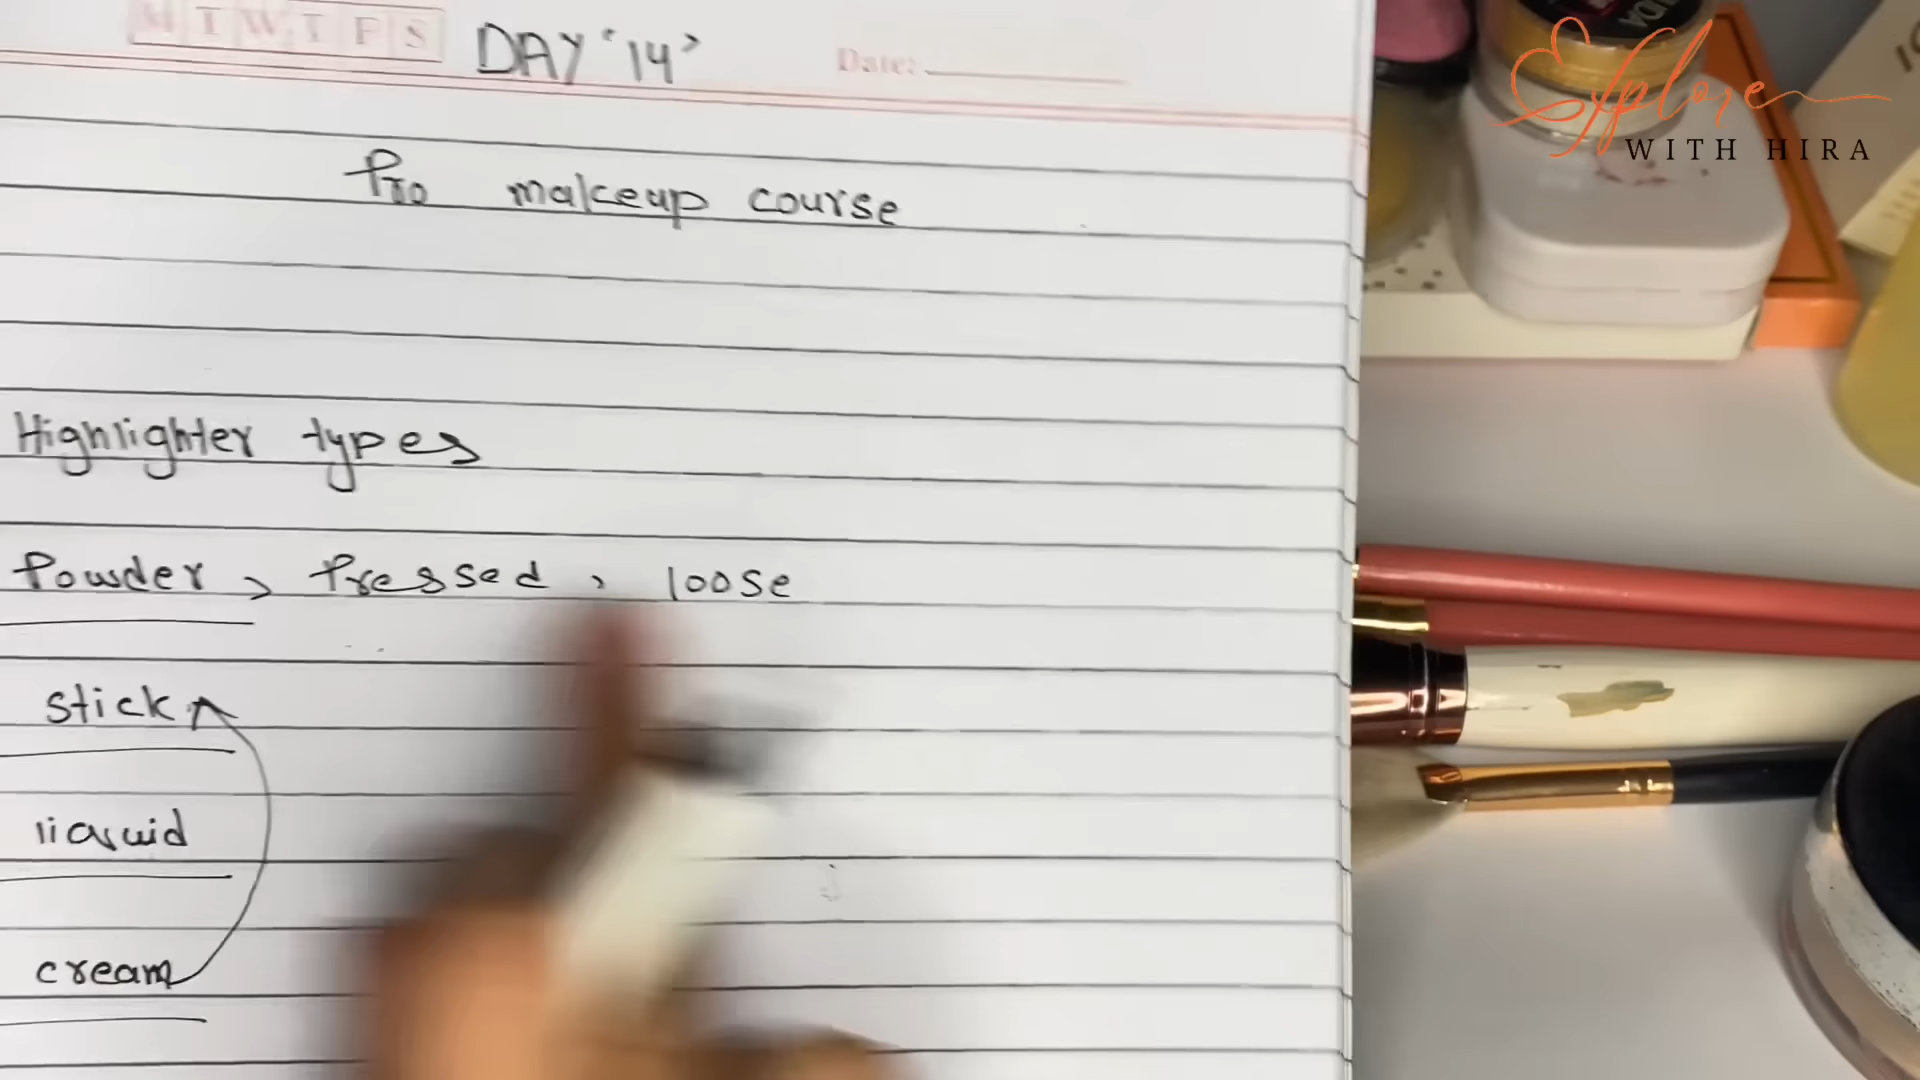 M T W T F S DAY '14' Date:
Pro makeup course
Highlighter types
Powder, Pressed, loose
stick
liquid
cream
Explore
WITH HIRA